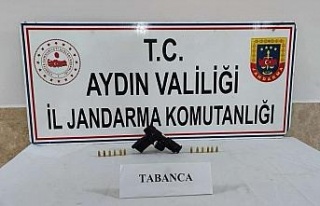 T.C.
AYDIN VALİLİĞİ
İL JANDARMA KOMUTANLIĞI
TABANCA